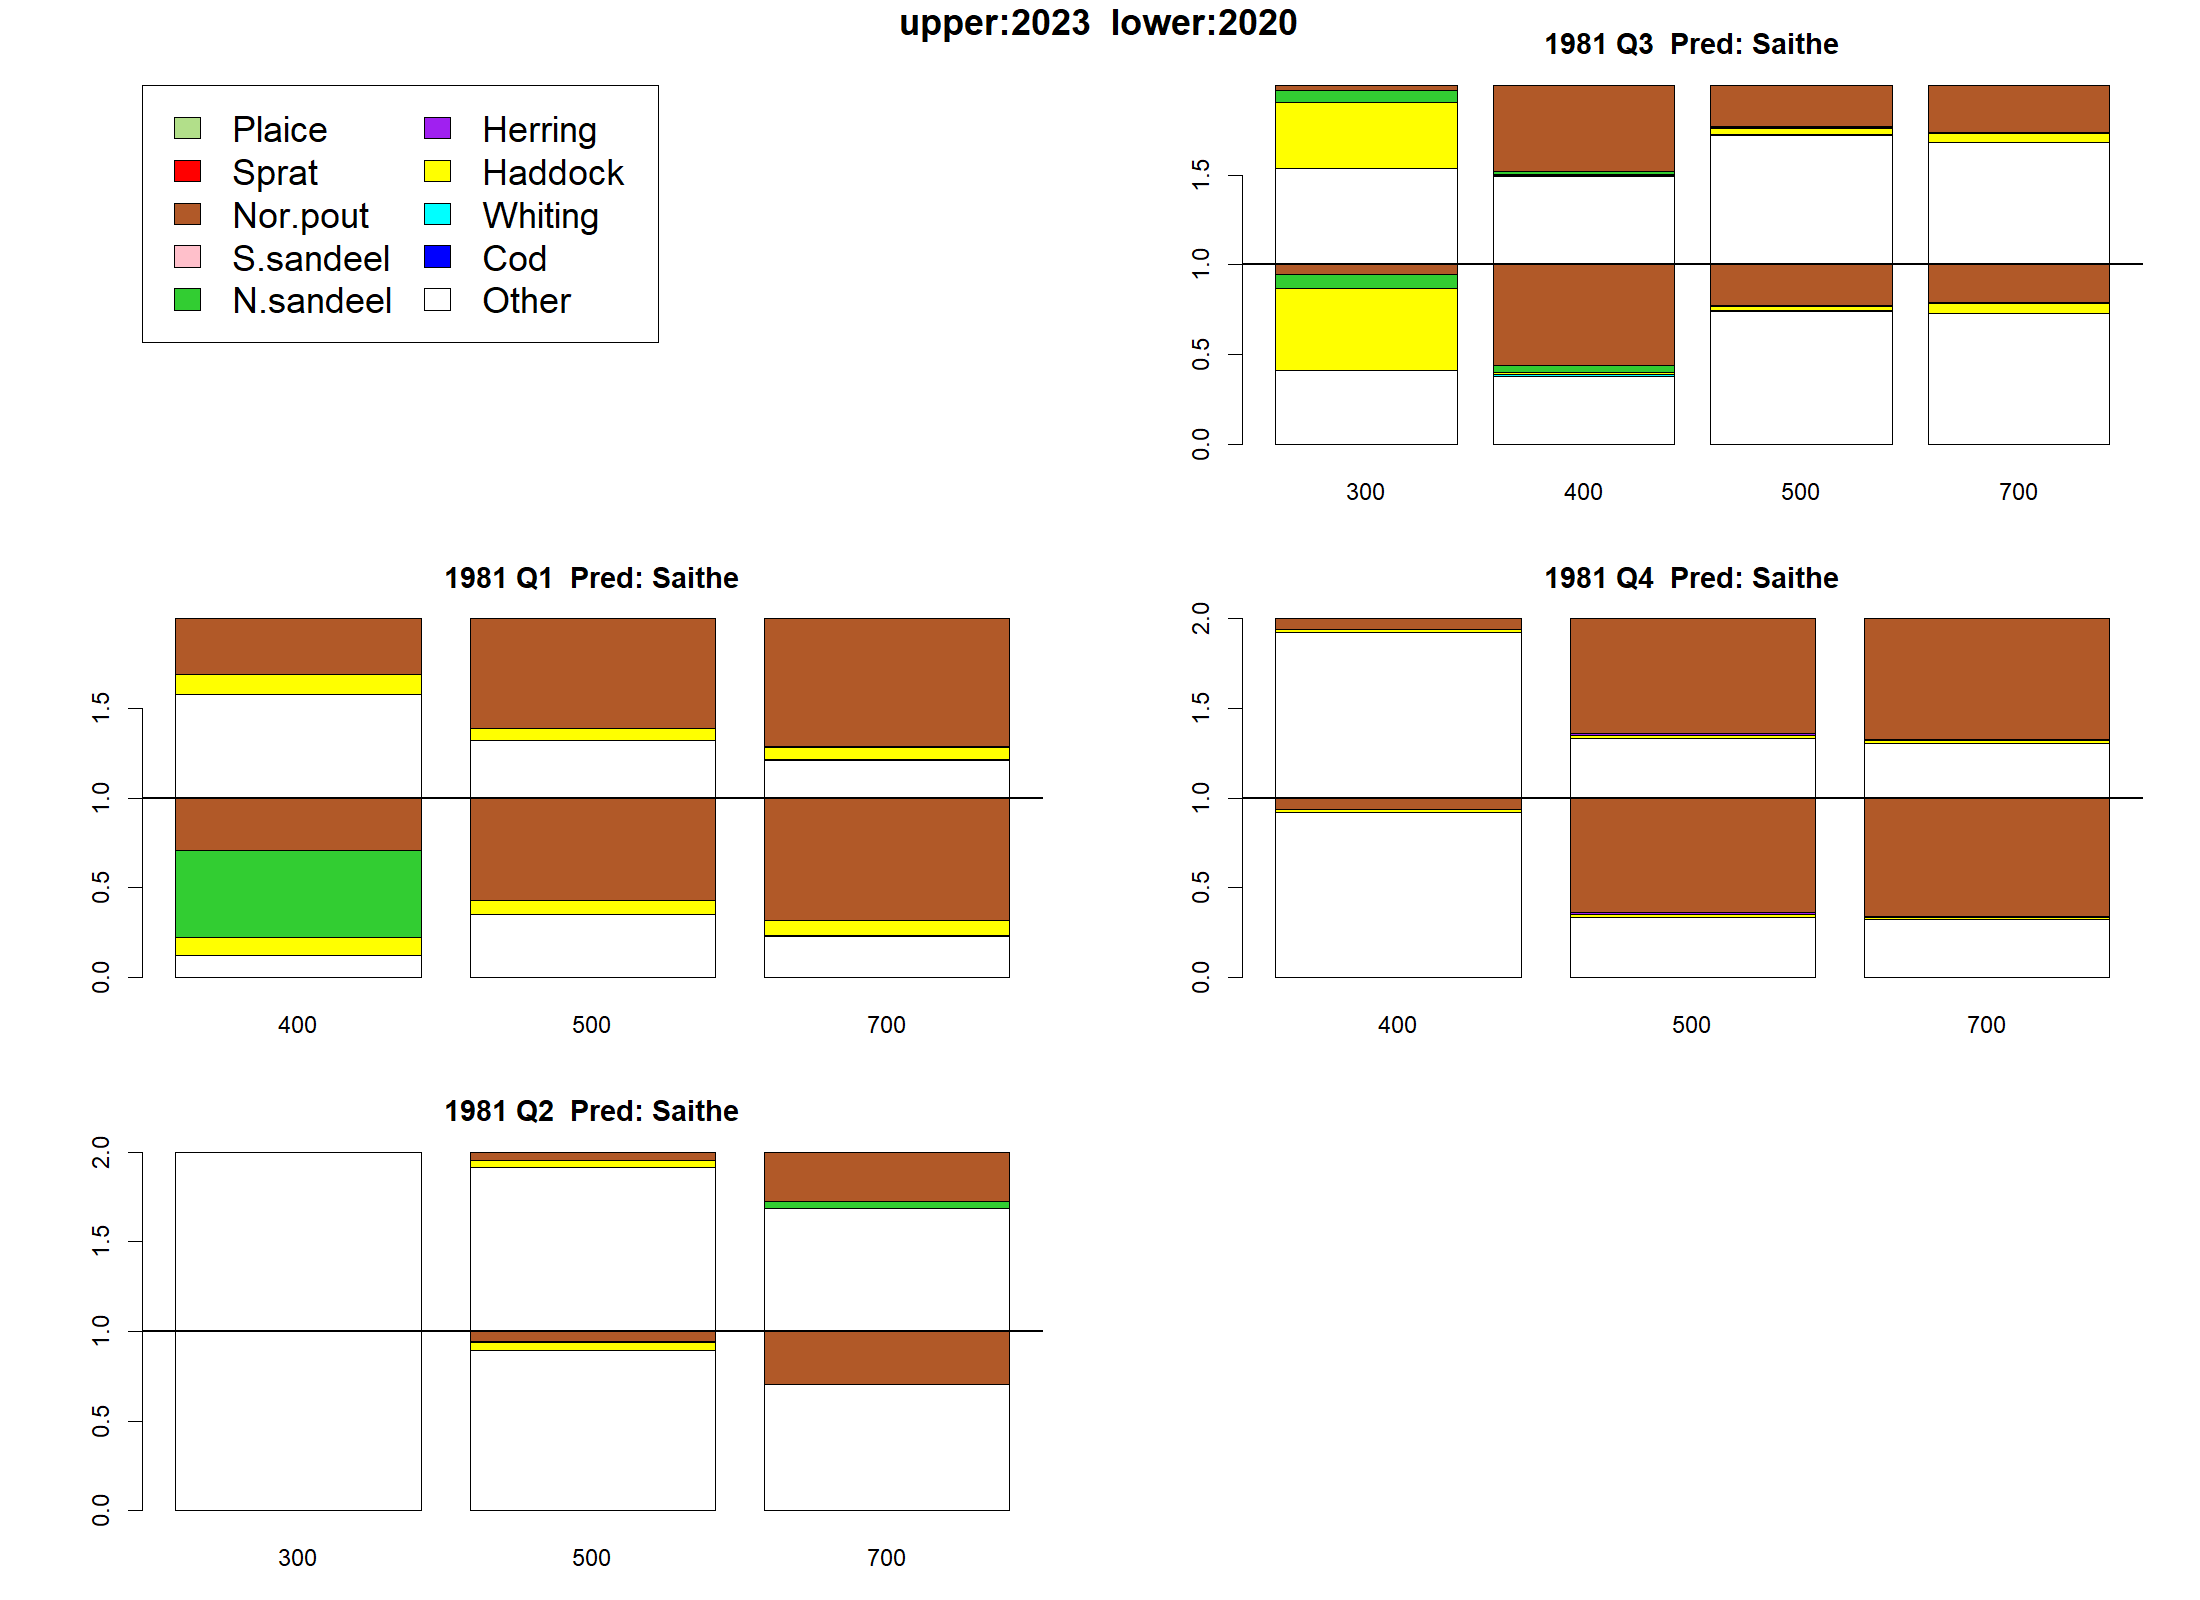 upper:2023  lower:2020
Plaice
Sprat
Nor.pout
S.sandeel
N.sandeel
Herring
Haddock
Whiting
Cod
Other
1981 Q3  Pred: Saithe
0.0
0.5
1.0
1.5
300 400 500 700
1981 Q1  Pred: Saithe
0.0
0.5
1.0
1.5
400 500 700
1981 Q4  Pred: Saithe
0.0
0.5
1.0
1.5
2.0
400 500 700
1981 Q2  Pred: Saithe
0.0
0.5
1.0
1.5
2.0
300 500 700